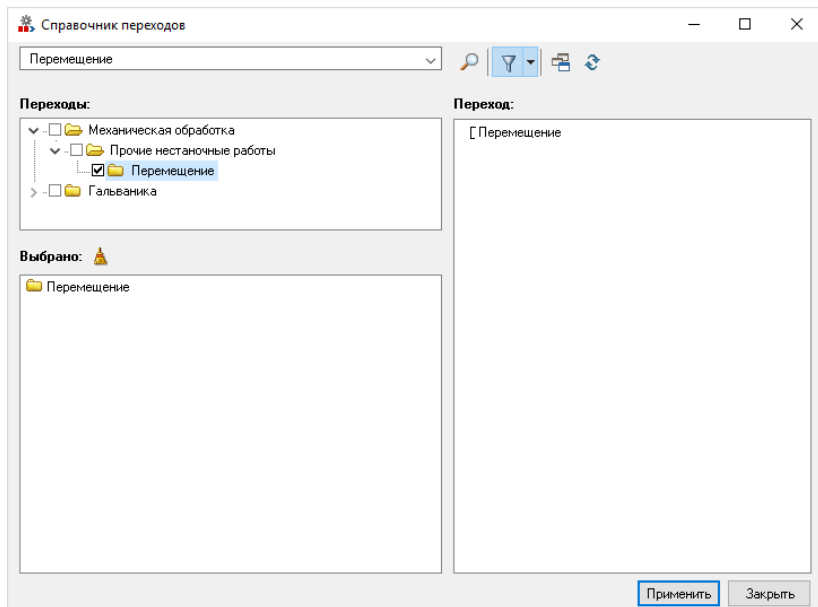 Справочник переходов
Перемещение
Переходы:
Механическая обработка
Прочие нестаночные работы
Перемещение
Гальваника
Выбрано:
Перемещение
Переход:
[ Перемещение
Применить
Закрыть